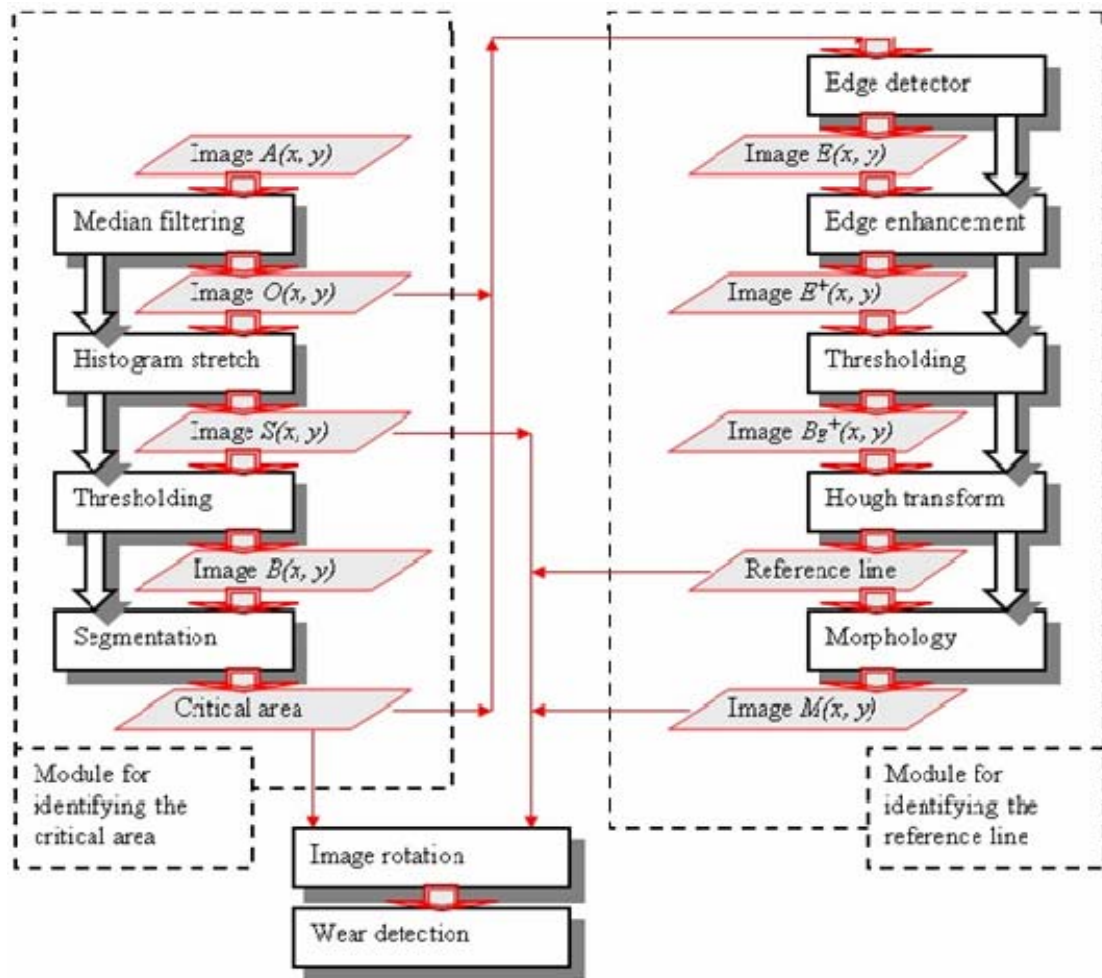 Image A(x, y)
Median filtering
Image O(x, y)
Histogram stretch
Image S(x, y)
Thresholding
Image B(x, y)
Segmentation
Critical area
Module for
identifying the
critical area
Edge detector
Image E(x, y)
Edge enhancement
Image E⁺(x, y)
Thresholding
Image B_E⁺(x, y)
Hough transform
Reference line
Morphology
Image M(x, y)
Module for
identifying the
reference line
Image rotation
Wear detection